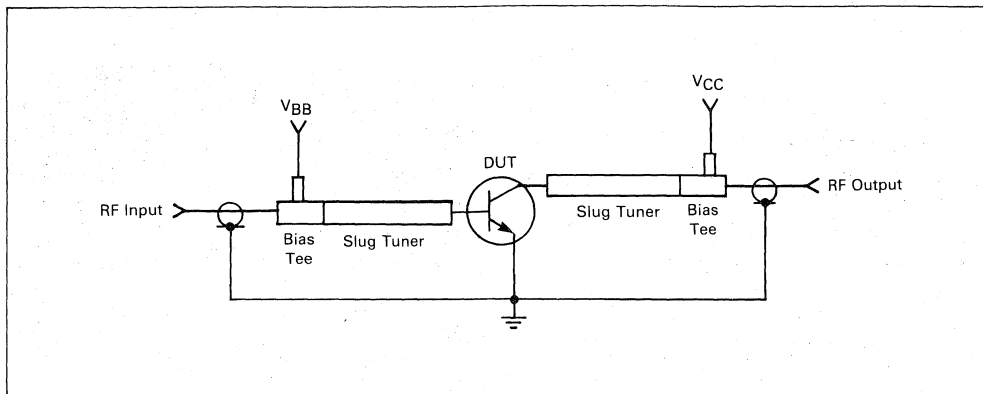 VBB
VCC
DUT
RF Input
RF Output
Bias
Tee
Slug Tuner
Slug Tuner
Bias
Tee